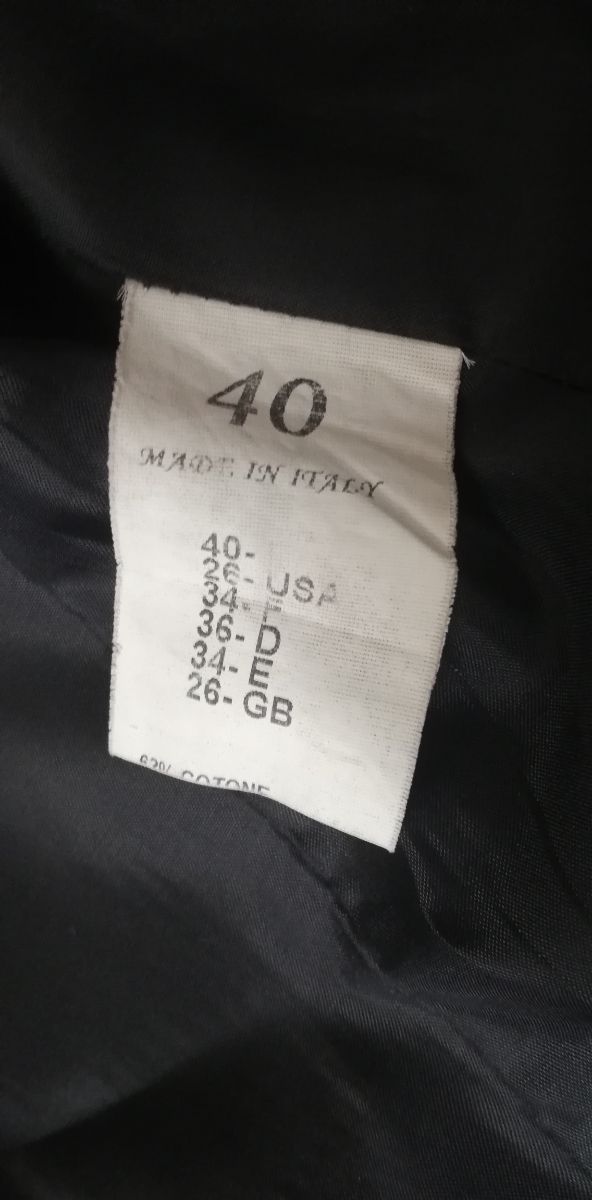 40
MADE IN ITALY
40-
26- USA
34- F
36- D
34- E
26- GB
COTONE